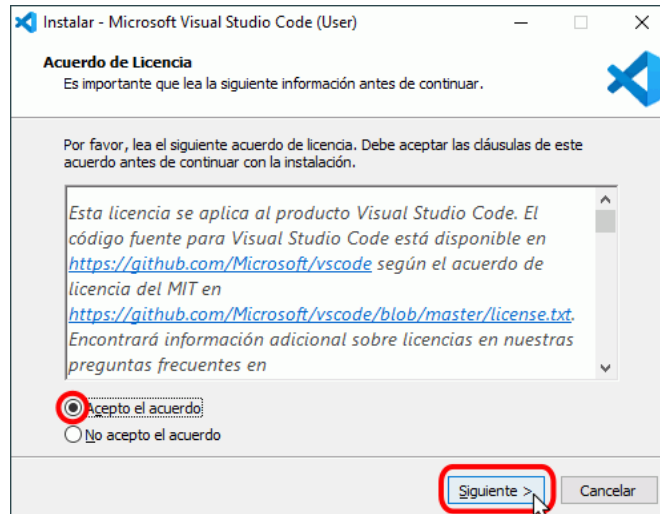 Instalar - Microsoft Visual Studio Code (User)
Acuerdo de Licencia
Es importante que lea la siguiente información antes de continuar.
Por favor, lea el siguiente acuerdo de licencia. Debe aceptar las cláusulas de este
acuerdo antes de continuar con la instalación.
Esta licencia se aplica al producto Visual Studio Code. El
código fuente para Visual Studio Code está disponible en
https://github.com/Microsoft/vscode según el acuerdo de
licencia del MIT en
https://github.com/Microsoft/vscode/blob/master/license.txt.
Encontrará información adicional sobre licencias en nuestras
preguntas frecuentes en
Acepto el acuerdo
No acepto el acuerdo
Siguiente > Cancelar